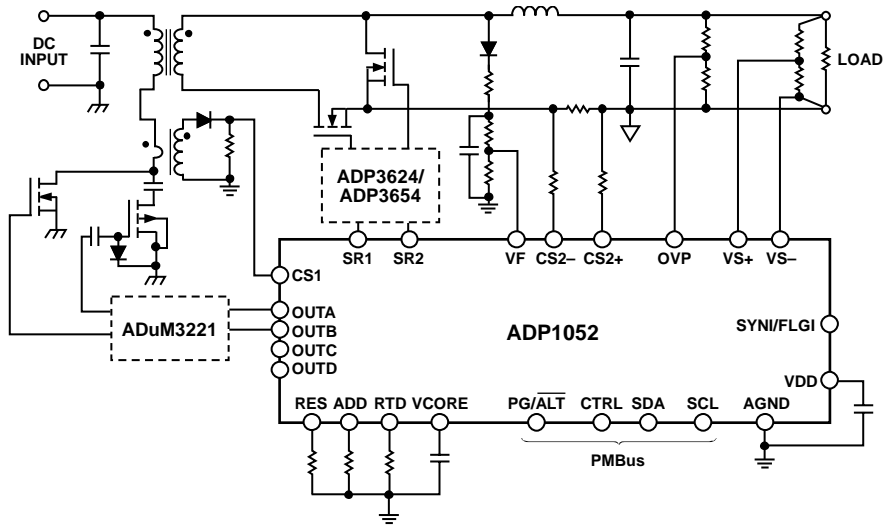 DC
INPUT
LOAD
ADP3624/
ADP3654
SR1 SR2 VF CS2– CS2+ OVP VS+ VS–
CS1
ADuM3221
OUTA
OUTB
OUTC
OUTD
ADP1052
SYNI/FLGI
VDD
RES ADD RTD VCORE PG/ALT CTRL SDA SCL AGND
PMBus